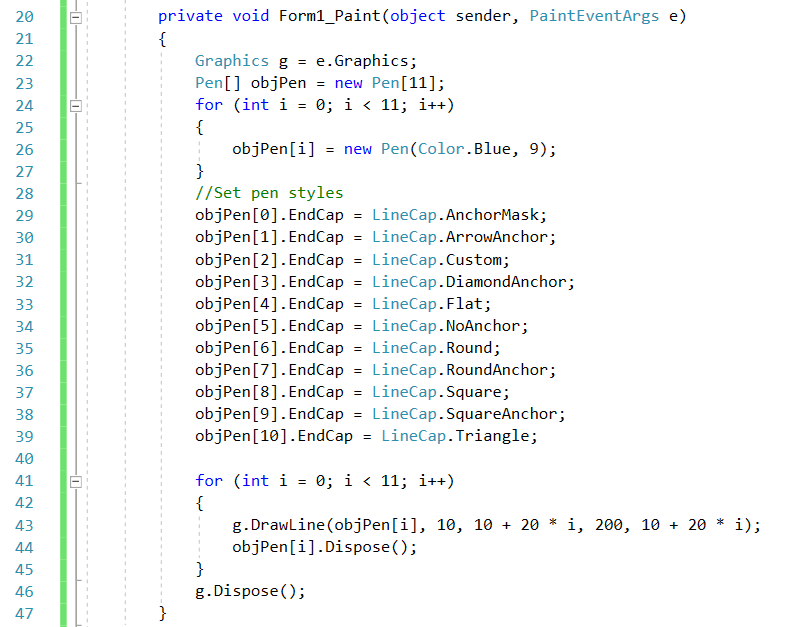 20 private void Form1_Paint(object sender, PaintEventArgs e)
21 {
22 Graphics g = e.Graphics;
23 Pen[] objPen = new Pen[11];
24 for (int i = 0; i < 11; i++)
25 {
26 objPen[i] = new Pen(Color.Blue, 9);
27 }
28 //Set pen styles
29 objPen[0].EndCap = LineCap.AnchorMask;
30 objPen[1].EndCap = LineCap.ArrowAnchor;
31 objPen[2].EndCap = LineCap.Custom;
32 objPen[3].EndCap = LineCap.DiamondAnchor;
33 objPen[4].EndCap = LineCap.Flat;
34 objPen[5].EndCap = LineCap.NoAnchor;
35 objPen[6].EndCap = LineCap.Round;
36 objPen[7].EndCap = LineCap.RoundAnchor;
37 objPen[8].EndCap = LineCap.Square;
38 objPen[9].EndCap = LineCap.SquareAnchor;
39 objPen[10].EndCap = LineCap.Triangle;
40
41 for (int i = 0; i < 11; i++)
42 {
43 g.DrawLine(objPen[i], 10, 10 + 20 * i, 200, 10 + 20 * i);
44 objPen[i].Dispose();
45 }
46 g.Dispose();
47 }